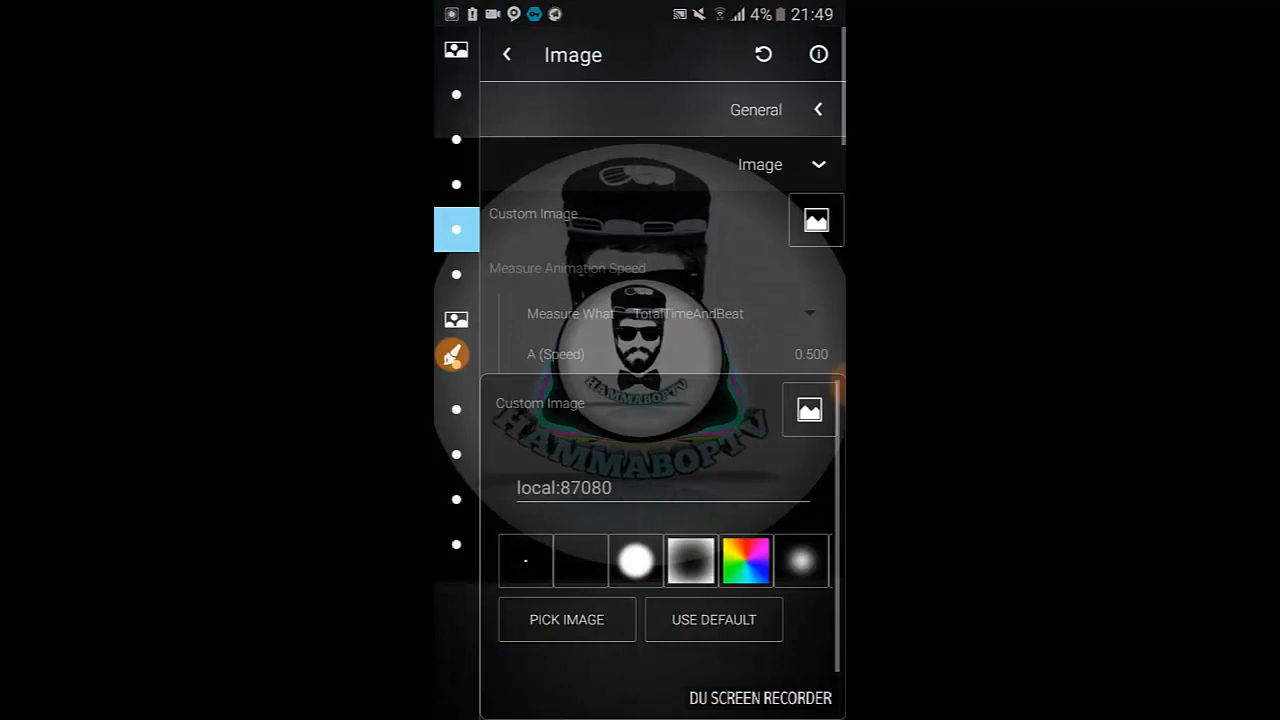 4% 21:49
Image
General
Image
Custom Image
Measure Animation Speed
Measure What TotalTimeAndBeat
A (Speed) 0.500
HAMMABOPTV
Custom Image
HAMMABOPTV
local:87080
PICK IMAGE USE DEFAULT
DU SCREEN RECORDER